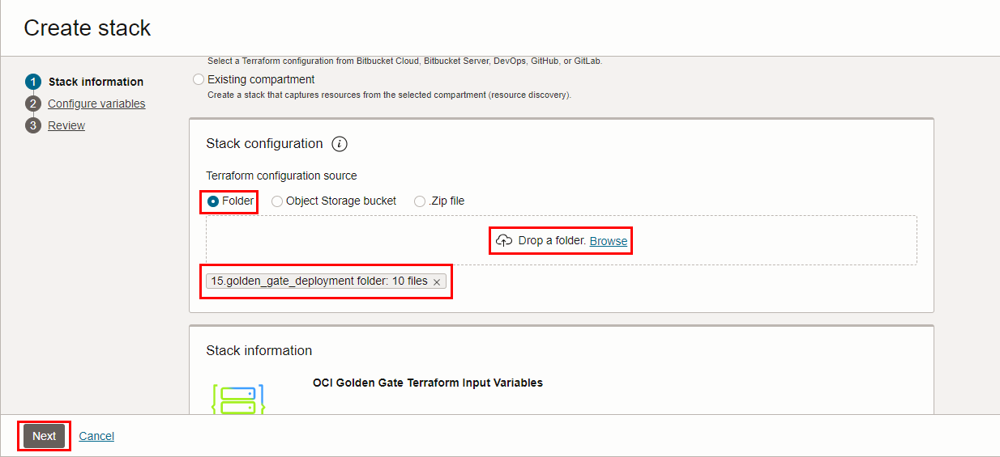 Create stack
Select a Terraform configuration from Bitbucket Cloud, Bitbucket Server, DevOps, GitHub, or GitLab.
1 Stack information
2 Configure variables
3 Review
Existing compartment
Create a stack that captures resources from the selected compartment (resource discovery).
Stack configuration i
Terraform configuration source
Folder Object Storage bucket .Zip file
Drop a folder. Browse
15.golden_gate_deployment folder: 10 files ×
Stack information
OCI Golden Gate Terraform Input Variables
Next Cancel